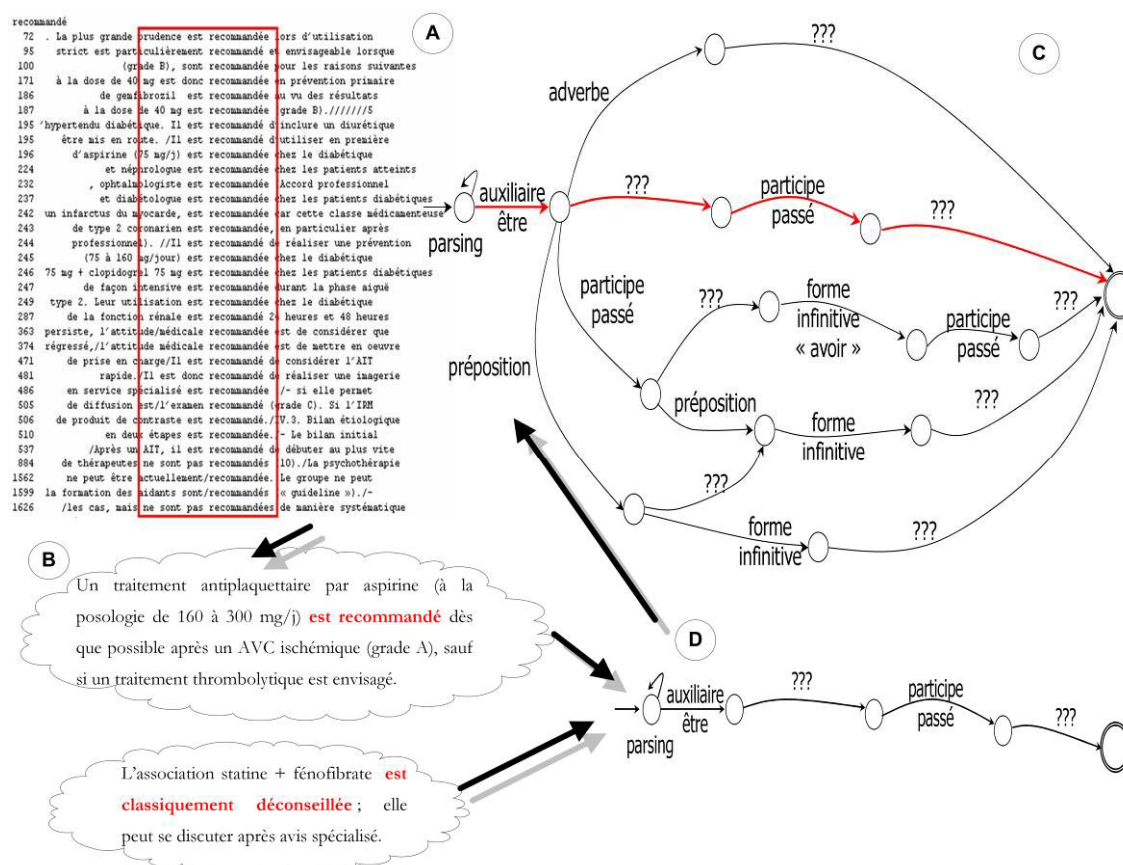 recommandé
72 . La plus grande prudence est recommandée lors d'utilisation
95 strict est particulièrement recommandé et envisageable lorsque
100 (grade B), sont recommandés pour les raisons suivantes
171 à la dose de 40 mg est donc recommandée en prévention primaire
186 de gemfibrozil est recommandée au vu des résultats
187 à la dose de 40 mg est recommandée (grade B).///////5
195 'hypertendu diabétique. Il est recommandé d'inclure un diurétique
195 être mis en route. /Il est recommandé d'utiliser en première
196 d'aspirine (75 mg/j) est recommandée chez le diabétique
224 et néphrologue est recommandée chez les patients atteints
232 , ophtalmologiste est recommandée Accord professionnel
237 et diabétologue est recommandée chez les patients diabétiques
242 un infarctus du myocarde, est recommandée car cette classe médicamenteuse
243 de type 2 coronarien est recommandée, en particulier après
244 professionnel). //Il est recommandé de réaliser une prévention
245 (75 à 160 mg/jour) est recommandée chez le diabétique
246 75 mg + clopidogrel 75 mg est recommandée chez les patients diabétiques
247 de façon intensive est recommandée durant la phase aiguë
249 type 2. Leur utilisation est recommandée chez le diabétique
287 de la fonction rénale est recommandé 24 heures et 48 heures
363 persiste, l'attitude/médicale recommandée est de considérer que
374 régressé,/l'attitude médicale recommandée est de mettre en oeuvre
471 de prise en charge/Il est recommandé de considérer l'AIT
481 rapide./Il est donc recommandé de réaliser une imagerie
486 en service spécialisé est recommandée /- si elle permet
505 de diffusion est/l'examen recommandé (grade C). Si l'IRM
506 de produit de contraste est recommandé./IV.3. Bilan étiologique
510 en deux étapes est recommandée./- Le bilan initial
537 /Après un AIT, il est recommandé de débuter au plus vite
884 de thérapeutes ne sont pas recommandés (10)./La psychothérapie
1562 ne peut être actuellement/recommandée. Le groupe ne peut
1599 la formation des aidants sont/recommandés (« guideline »)./-
1626 /les cas, mais ne sont pas recommandées de manière systématique
A
C
???
adverbe
auxiliaire
être
parsing
???
participe
passé
???
participe
passé
???
forme
infinitive
« avoir »
participe
passé
???
préposition
préposition
forme
infinitive
???
???
forme
infinitive
???
B
Un traitement antiplaquettaire par aspirine (à la
posologie de 160 à 300 mg/j) est recommandé dès
que possible après un AVC ischémique (grade A), sauf
si un traitement thrombolytique est envisagé.
L'association statine + fénofibrate est
classiquement déconseillée ; elle
peut se discuter après avis spécialisé.
D
auxiliaire
être
parsing
???
participe
passé
???